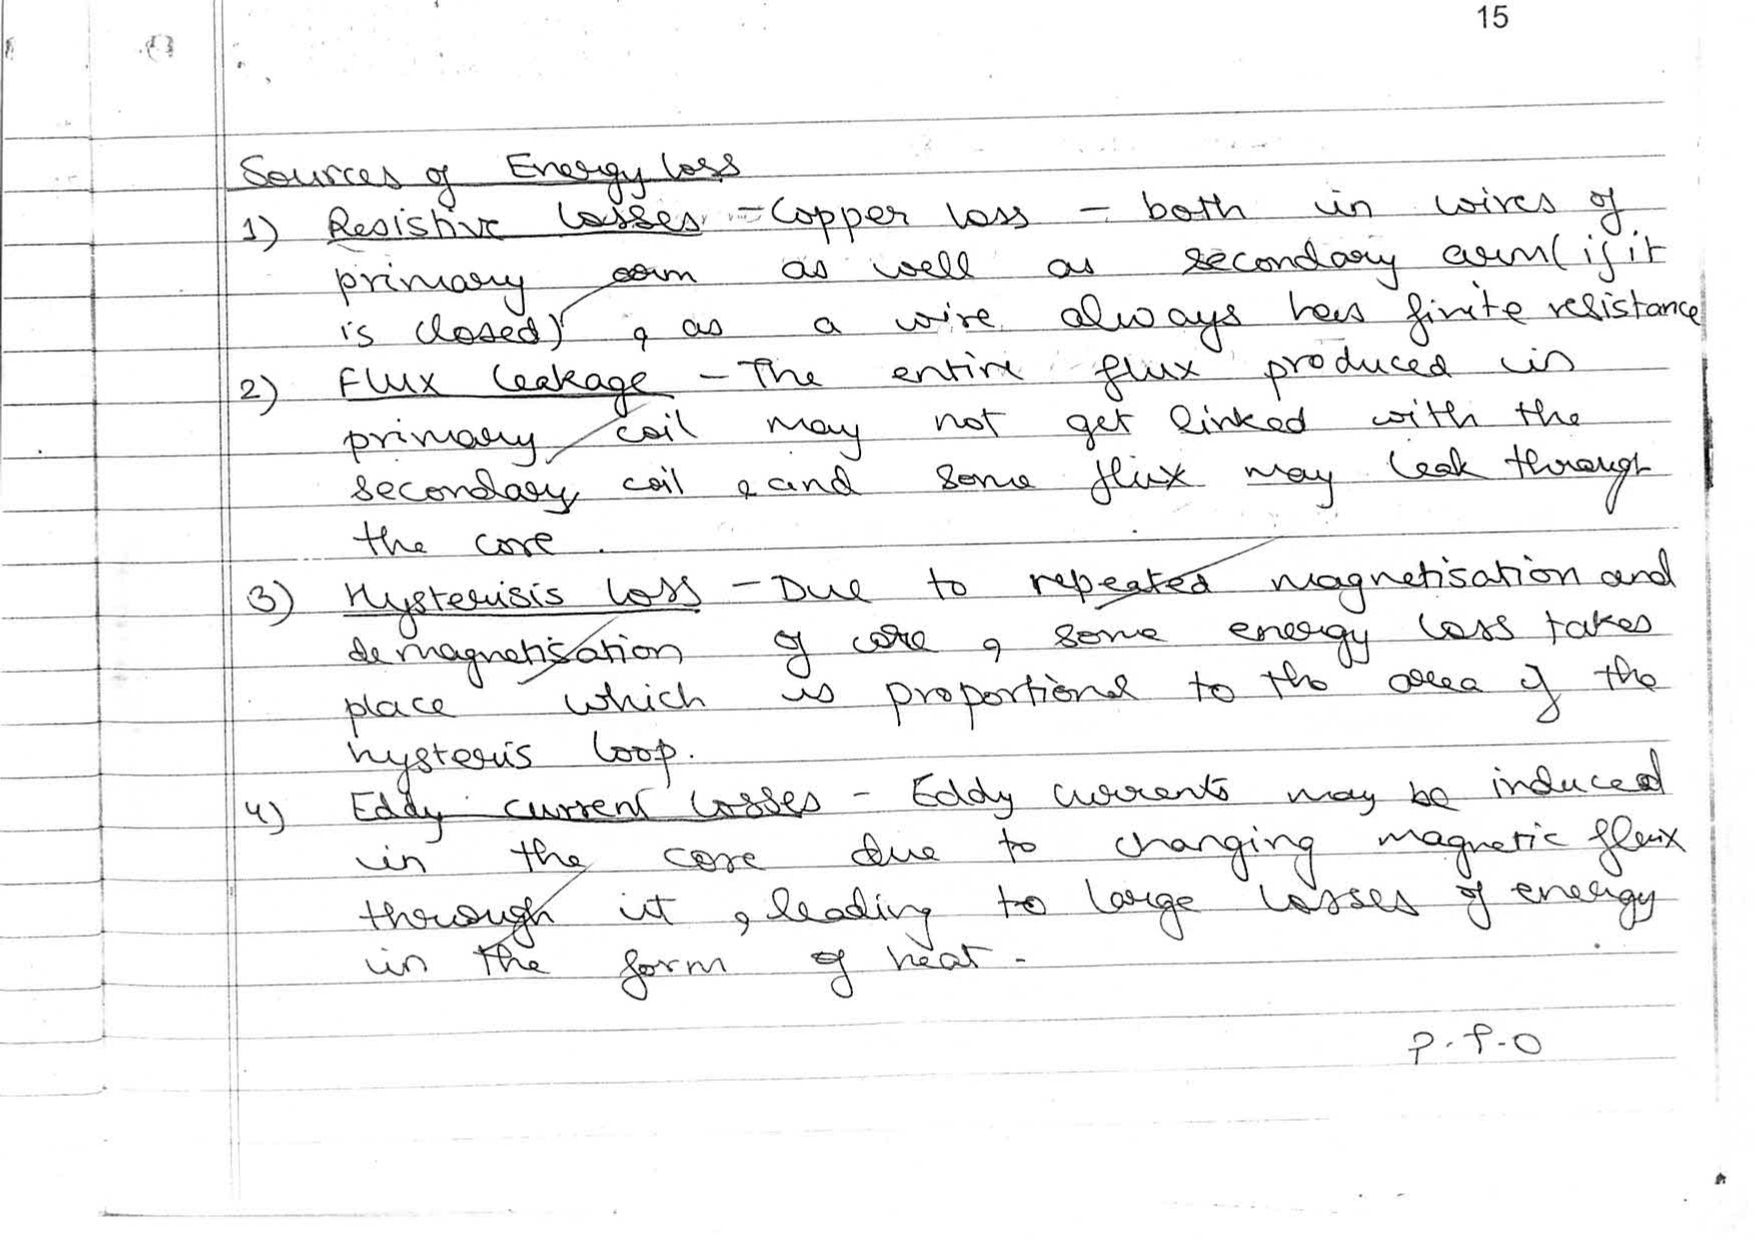 15
Sources of Energy loss
1) Resistive losses - Copper loss - both in wires of
primary arm as well as secondary arm (if it
is closed) , as a wire always has finite resistance
2) Flux leakage - The entire flux produced in
primary coil may not get linked with the
secondary coil , and some flux may leak through
the core .
3) Hysterisis loss - Due to repeated magnetisation and
demagnetisation of core , some energy loss takes
place which is proportional to the area of the
hysteris loop.
4) Eddy current losses - Eddy currents may be induced
in the core due to changing magnetic flux
through it , leading to large losses of energy
in the form of heat -
P.T.O